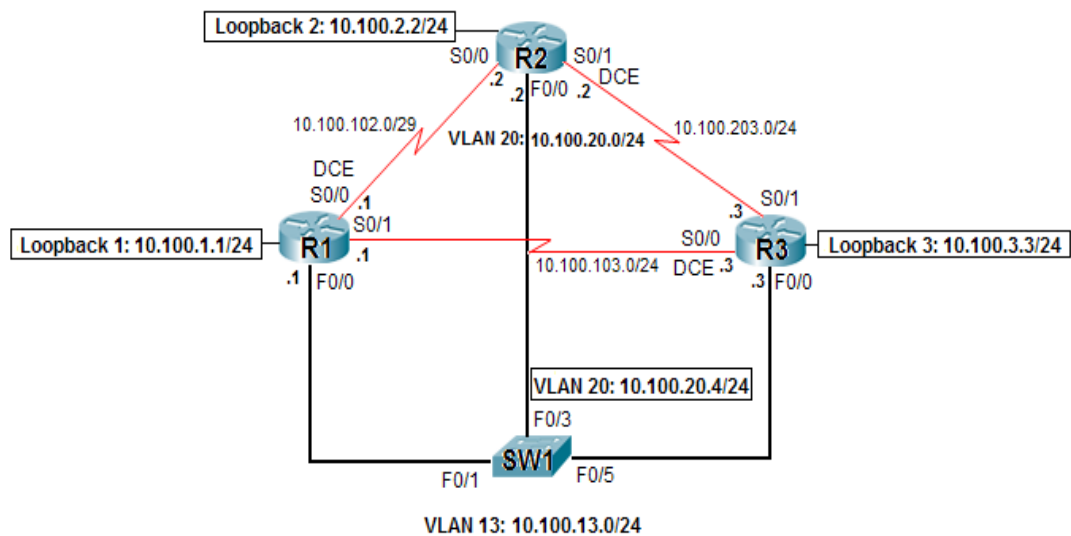 Loopback 2: 10.100.2.2/24
R2
S0/0
S0/1
DCE
.2
.2
F0/0
.2
10.100.102.0/29
VLAN 20: 10.100.20.0/24
10.100.203.0/24
DCE
S0/0
.1
S0/1
.3
Loopback 1: 10.100.1.1/24
R1
S0/1
.1
S0/0
R3
Loopback 3: 10.100.3.3/24
10.100.103.0/24
DCE
.3
.1
F0/0
.3
F0/0
VLAN 20: 10.100.20.4/24
F0/3
SW1
F0/1
F0/5
VLAN 13: 10.100.13.0/24